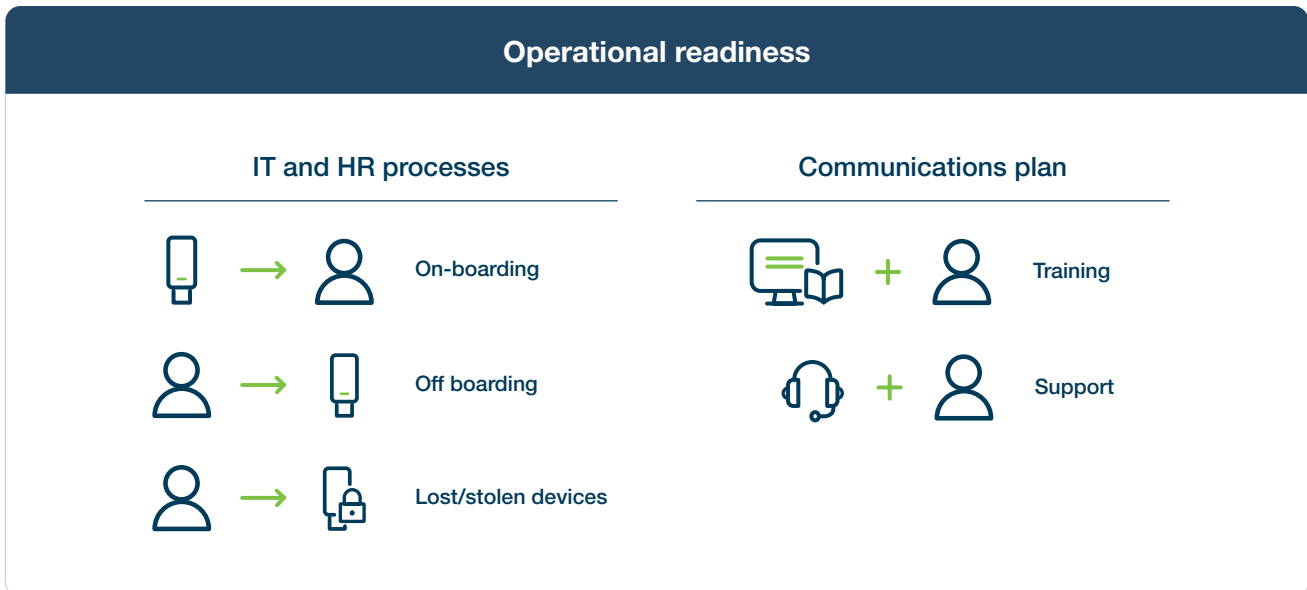 Operational readiness
IT and HR processes
On-boarding
Off boarding
Lost/stolen devices
Communications plan
Training
Support